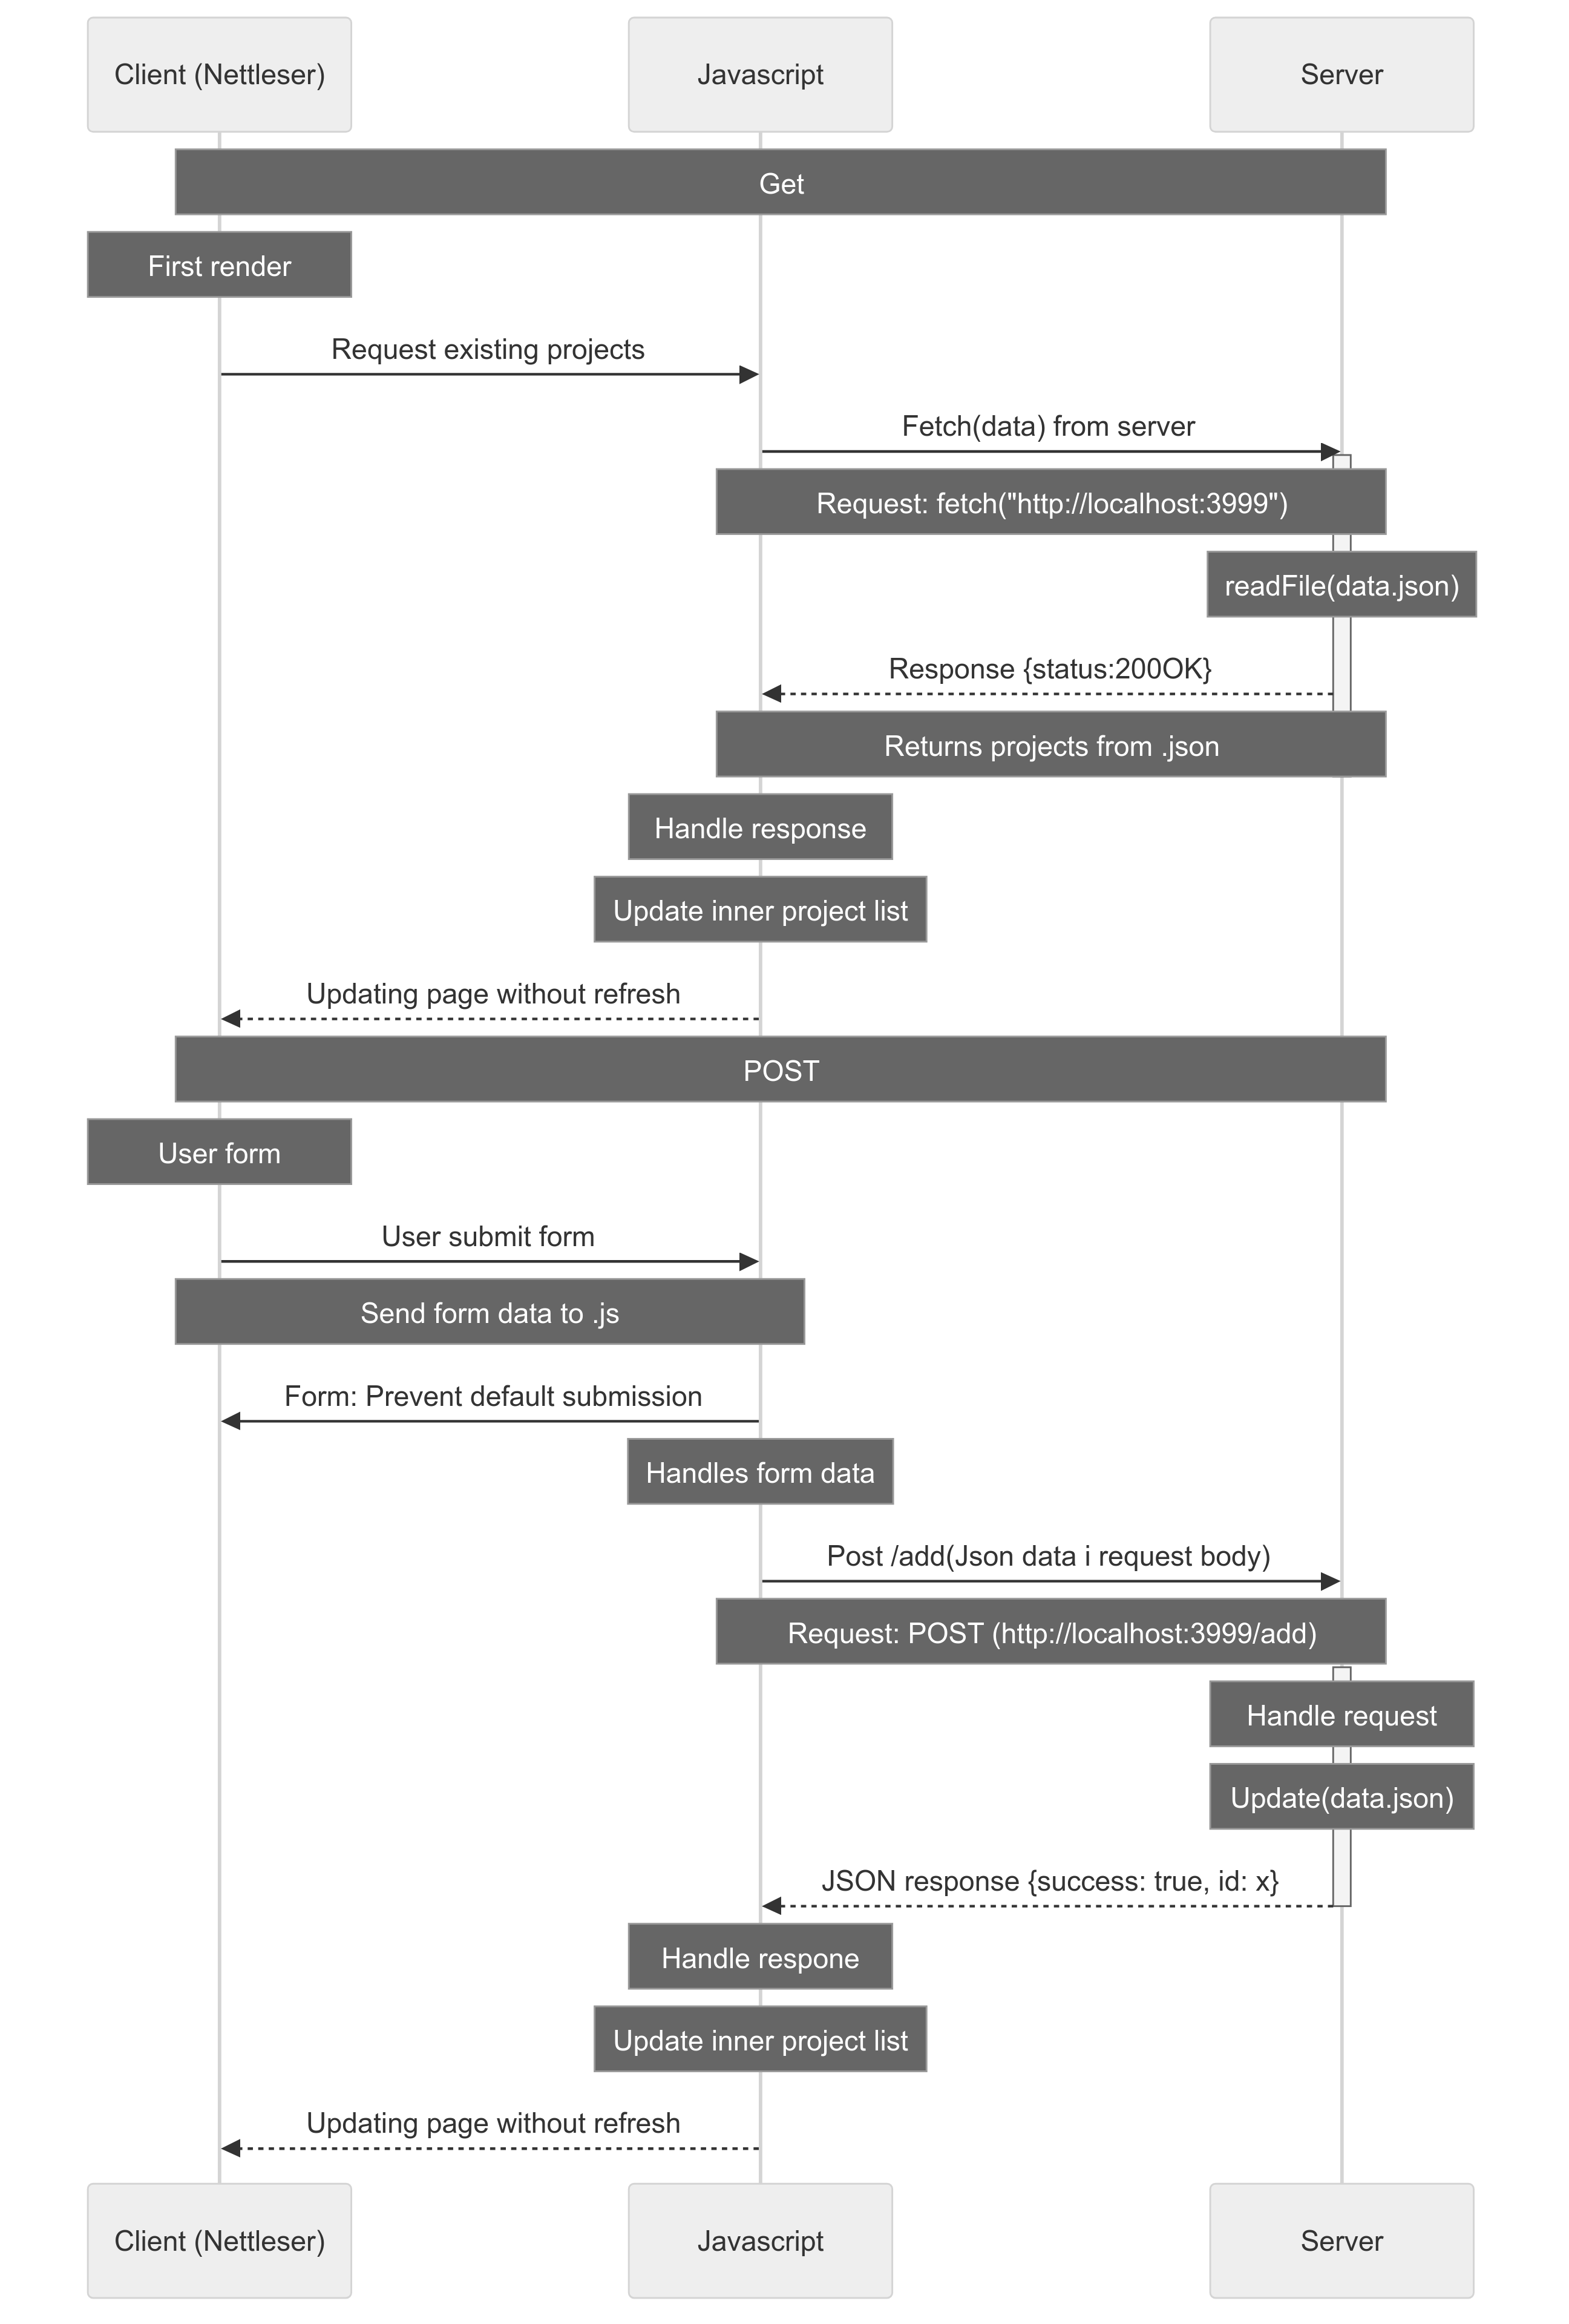 Client (Nettleser)
Javascript
Server
Get
First render
Request existing projects
Fetch(data) from server
Request: fetch("http://localhost:3999")
readFile(data.json)
Response {status:200OK}
Returns projects from .json
Handle response
Update inner project list
Updating page without refresh
POST
User form
User submit form
Send form data to .js
Form: Prevent default submission
Handles form data
Post /add(Json data i request body)
Request: POST (http://localhost:3999/add)
Handle request
Update(data.json)
JSON response {success: true, id: x}
Handle respone
Update inner project list
Updating page without refresh
Client (Nettleser)
Javascript
Server